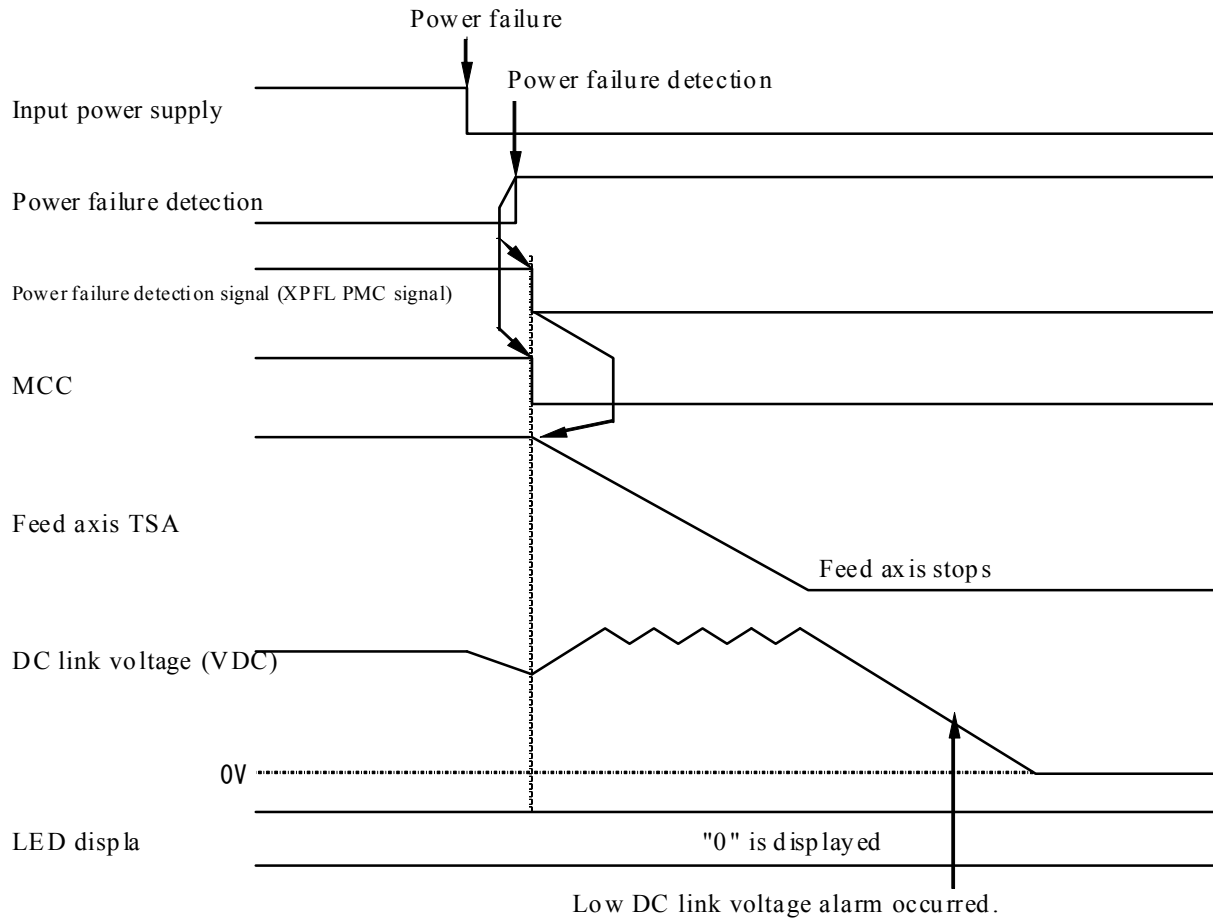 Power failure
Power failure detection
Input power supply
Power failure detection
Power failure detection signal (XPFL PMC signal)
MCC
Feed axis TSA
Feed axis stops
DC link voltage (VDC)
0V
LED displa
"0" is displayed
Low DC link voltage alarm occurred.